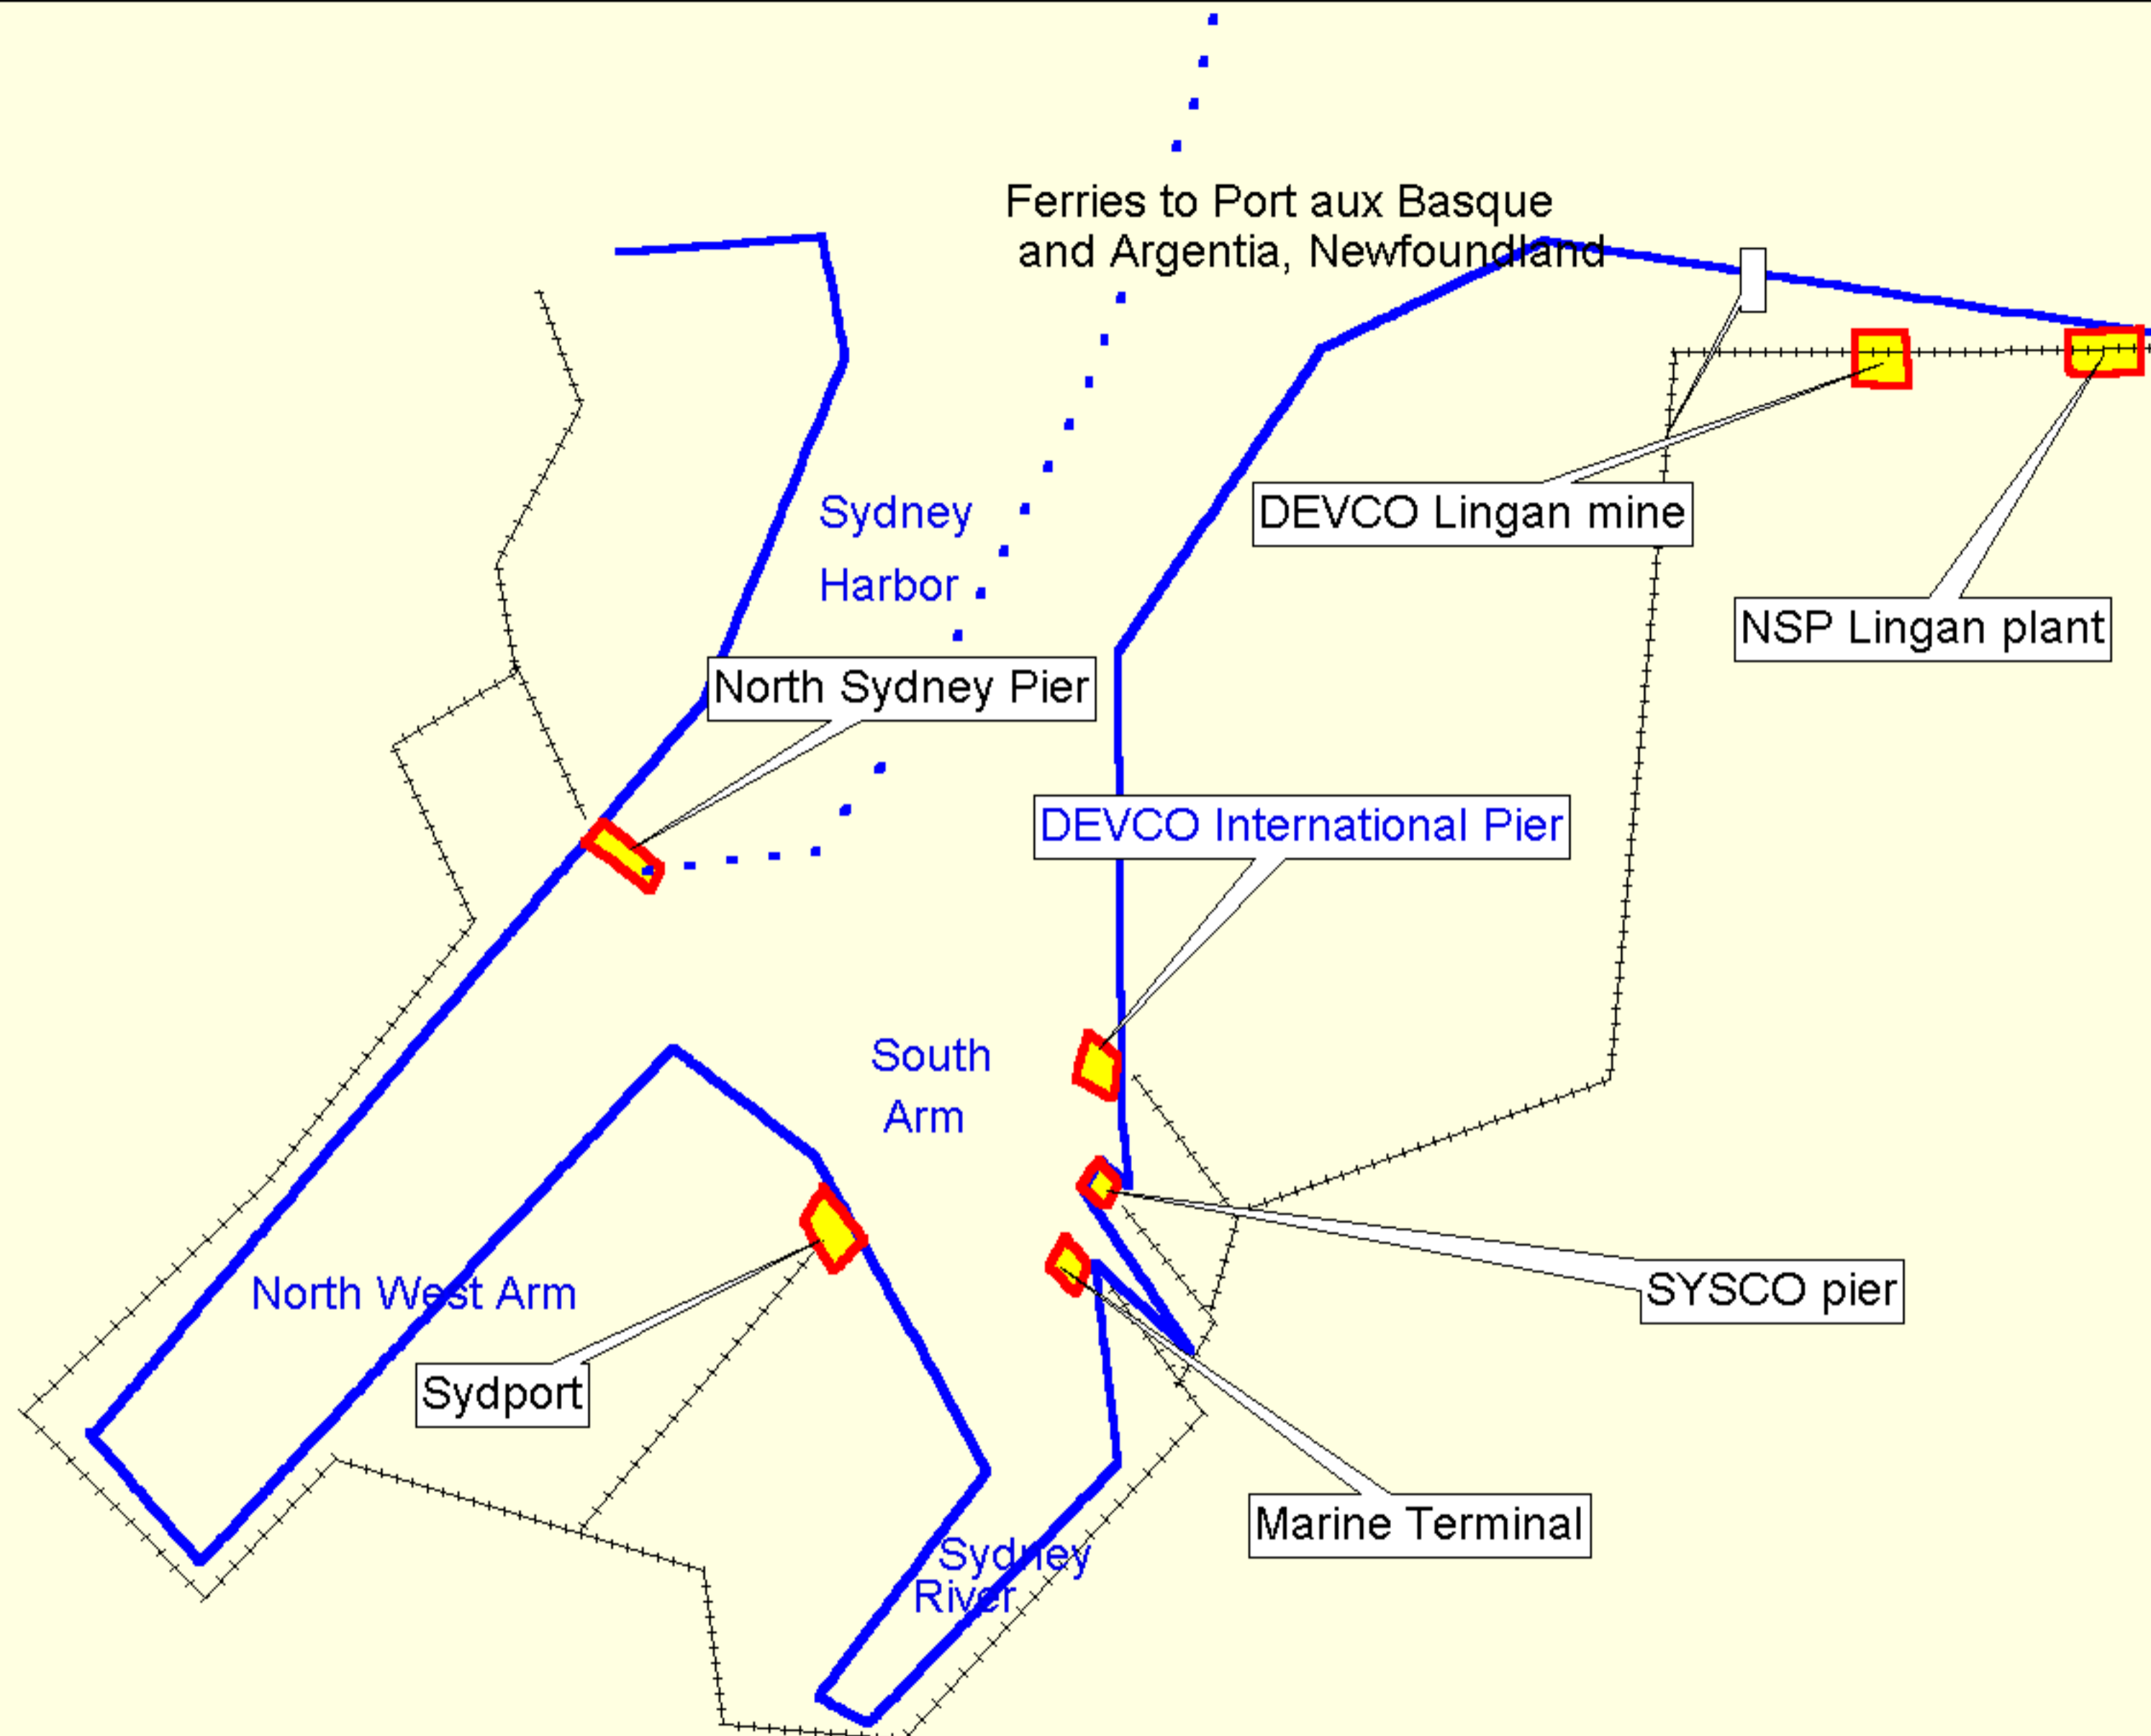 Ferries to Port aux Basque
and Argentia, Newfoundland
Sydney
Harbor
DEVCO Lingan mine
NSP Lingan plant
North Sydney Pier
DEVCO International Pier
South
Arm
North West Arm
SYSCO pier
Sydport
Marine Terminal
Sydney
River